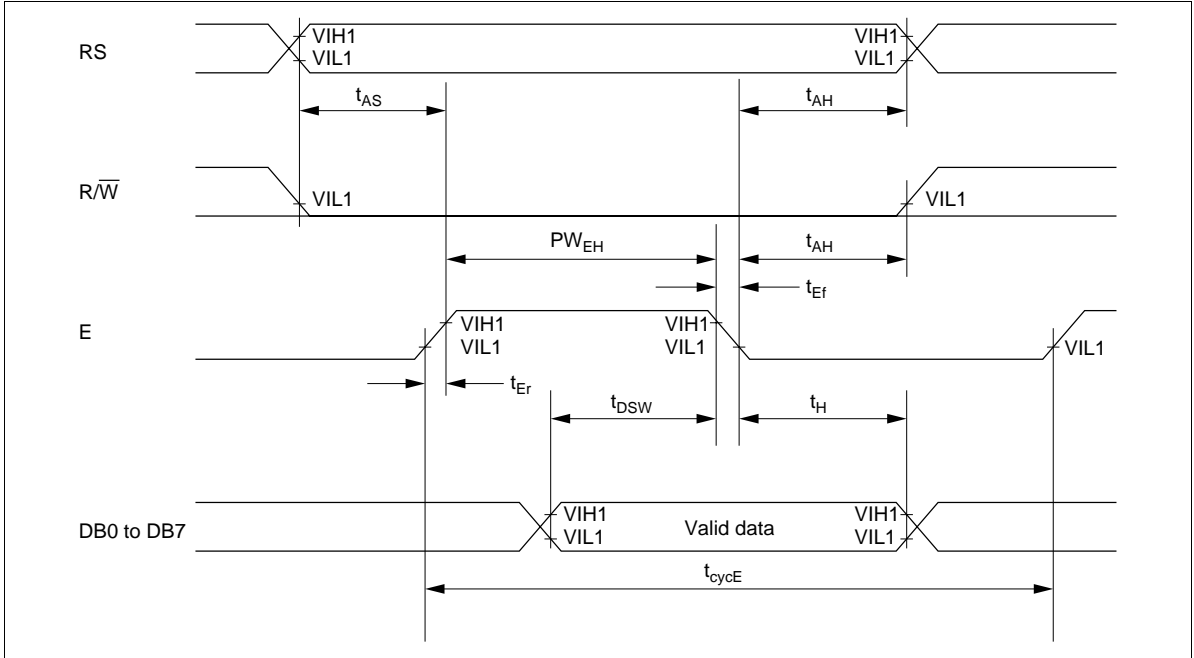 RS
VIH1
VIL1
VIH1
VIL1
tAS
tAH
R/W̅
VIL1
VIL1
PWEH
tAH
tEf
E
VIH1
VIL1
VIH1
VIL1
VIL1
tEr
tDSW
tH
DB0 to DB7
VIH1
VIL1
Valid data
VIH1
VIL1
tcycE